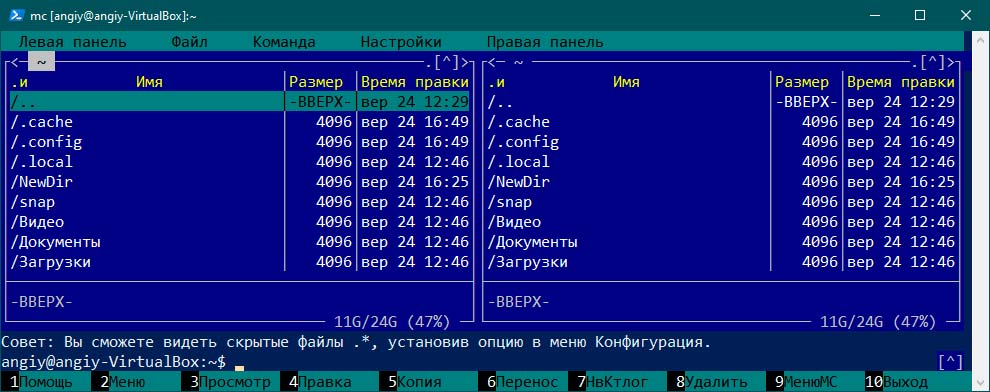 mc [angiy@angiy-VirtualBox]:~
Левая панель Файл Команда Настройки Правая панель
<─ ~ ─.[^]> <─ ~ ─.[^]>
.и Имя Размер Время правки .и Имя Размер Время правки
/.. -ВВЕРХ- вер 24 12:29 /.. -ВВЕРХ- вер 24 12:29
/.cache 4096 вер 24 16:49 /.cache 4096 вер 24 16:49
/.config 4096 вер 24 16:49 /.config 4096 вер 24 16:49
/.local 4096 вер 24 12:46 /.local 4096 вер 24 12:46
/NewDir 4096 вер 24 16:25 /NewDir 4096 вер 24 16:25
/snap 4096 вер 24 12:46 /snap 4096 вер 24 12:46
/Видео 4096 вер 24 12:46 /Видео 4096 вер 24 12:46
/Документы 4096 вер 24 12:46 /Документы 4096 вер 24 12:46
/Загрузки 4096 вер 24 12:46 /Загрузки 4096 вер 24 12:46
-ВВЕРХ- -ВВЕРХ-
11G/24G (47%) 11G/24G (47%)
Совет: Вы сможете видеть скрытые файлы .*, установив опцию в меню Конфигурация.
angiy@angiy-VirtualBox:~$ [^]
1Помощь 2Меню 3Просмотр 4Правка 5Копия 6Перенос 7НвКтлог 8Удалить 9МенюMC 10Выход